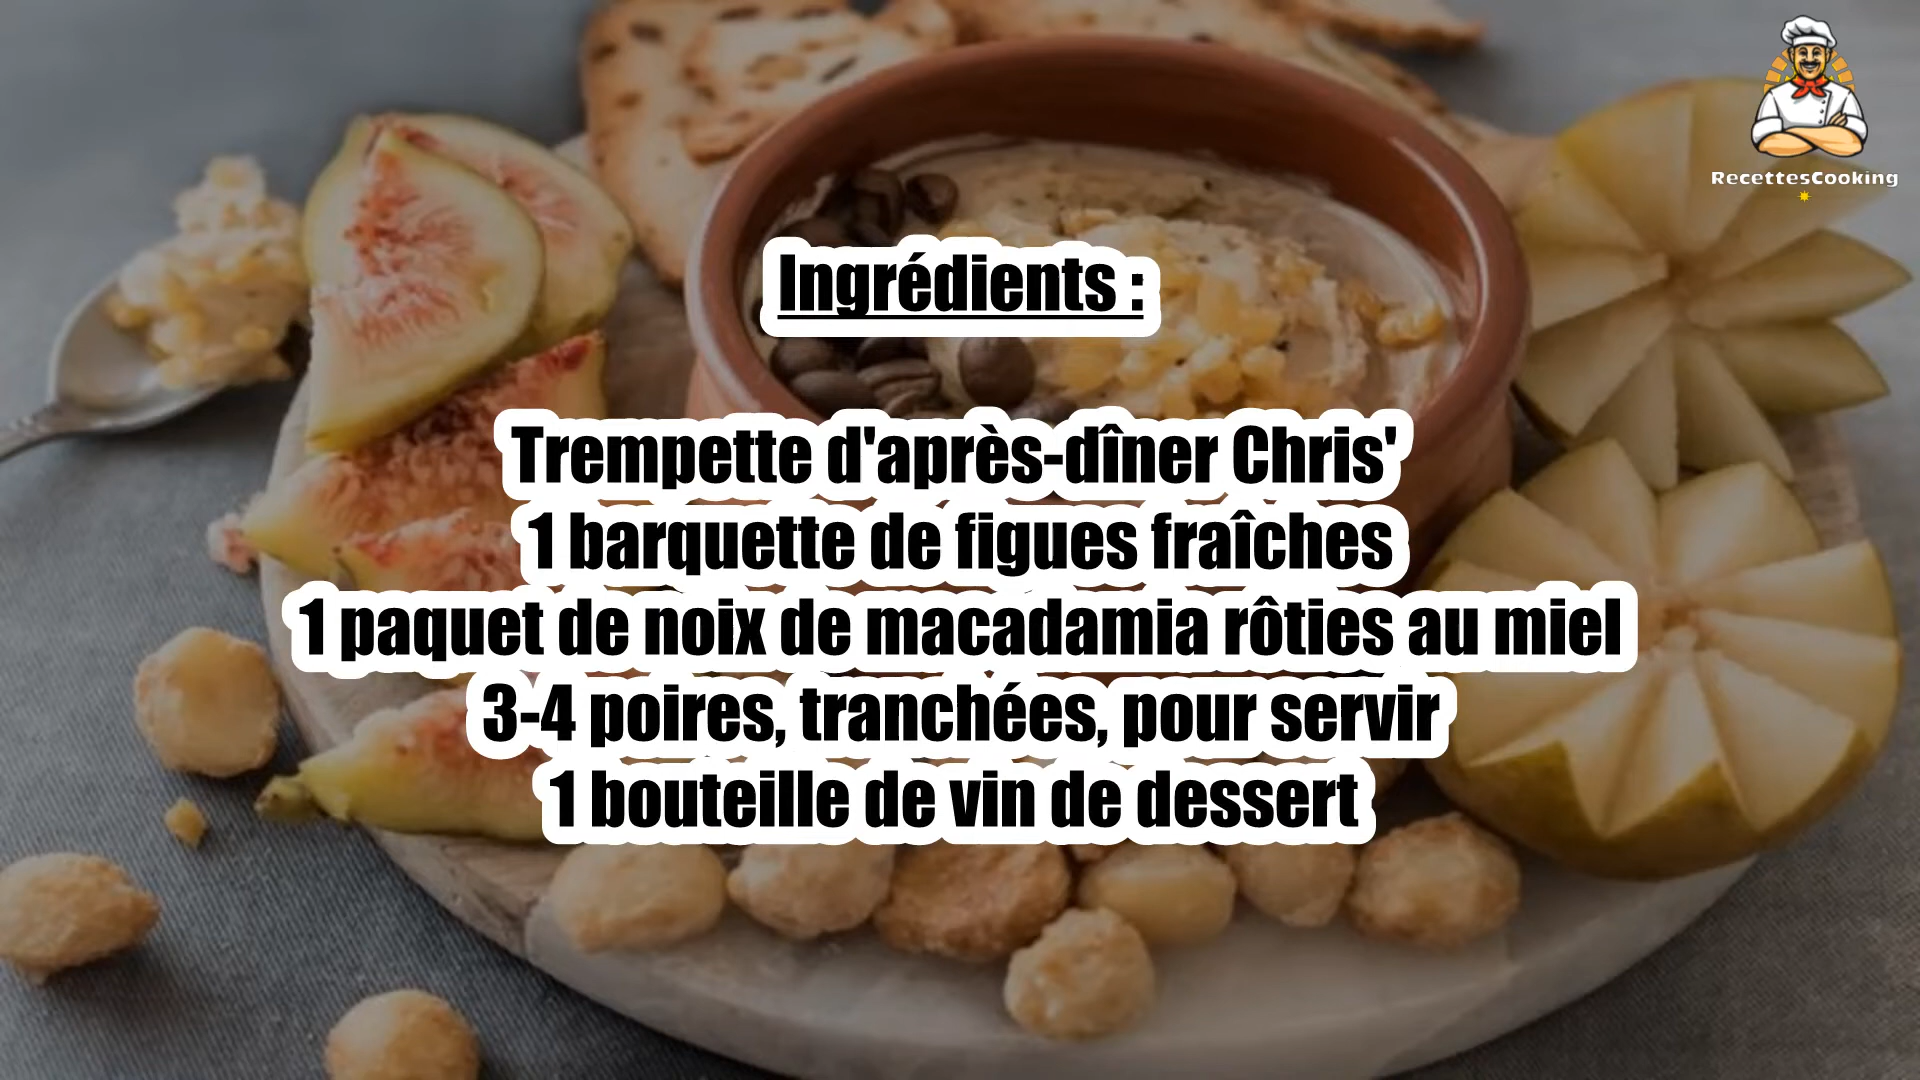 RecettesCooking
Ingrédients :
Trempette d'après-dîner Chris'
1 barquette de figues fraîches
1 paquet de noix de macadamia rôties au miel
3-4 poires, tranchées, pour servir
1 bouteille de vin de dessert